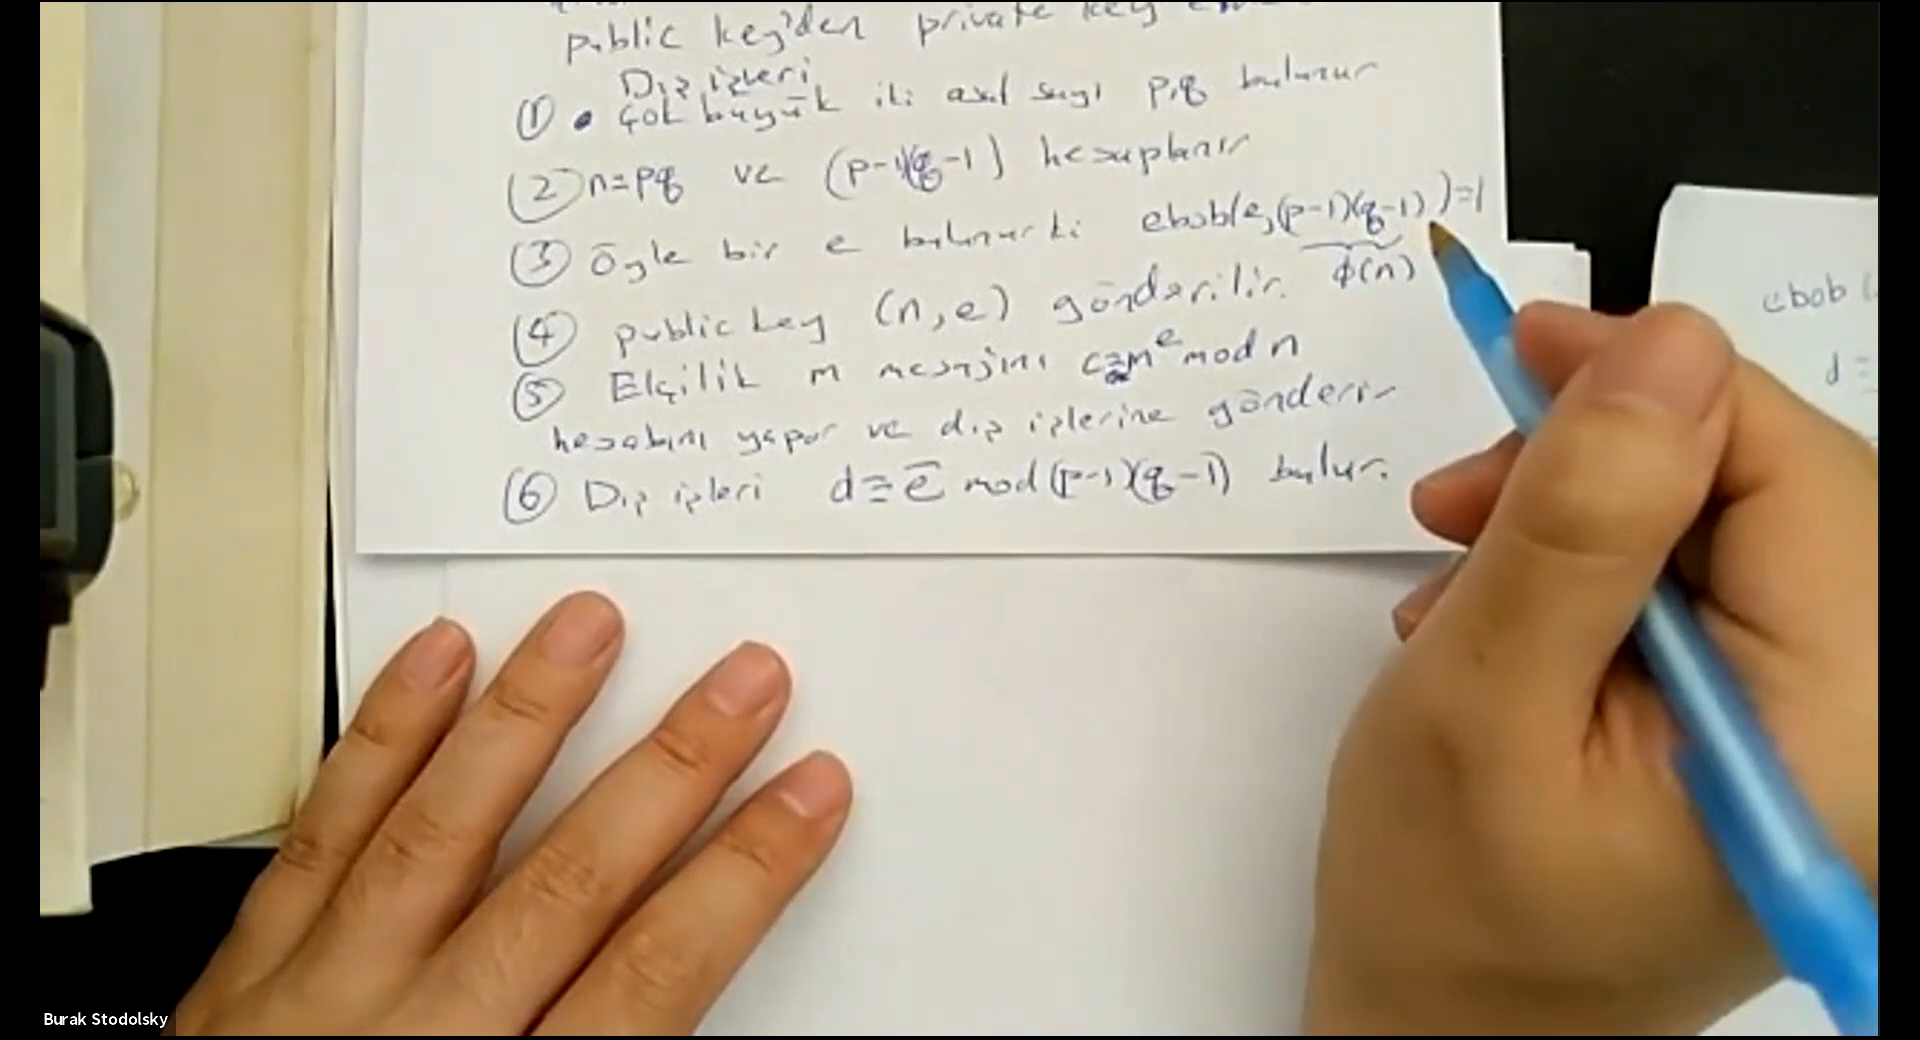 public key'den private key
Dış işleri
① • Çok büyük iki asal sayı p,q bulunur
② n=pq ve (p-1)(q-1) hesaplanır
③ Öyle bir e bulunur ki ebob(e,(p-1)(q-1))=1
φ(n)
④ public key (n,e) gönderilir.
⑤ Elçilik m mesajını c≡m^e mod n
hesabını yapar ve dış işlerine gönderir
⑥ Dış işleri d≡e̅ mod (p-1)(q-1) bulur.
ebob (
d =
Burak Stodolsky